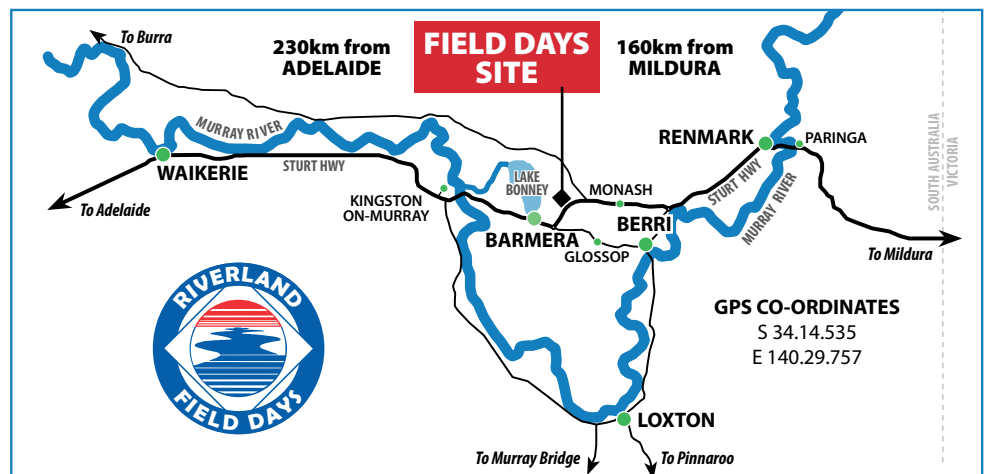 To Burra
230km from
ADELAIDE
FIELD DAYS
SITE
160km from
MILDURA
MURRAY RIVER
WAIKERIE
STURT HWY
To Adelaide
KINGSTON
ON-MURRAY
LAKE
BONNEY
BARMERA
MONASH
BERRI
GLOSSOP
RENMARK
PARINGA
STURT HWY
MURRAY RIVER
SOUTH AUSTRALIA
VICTORIA
To Mildura
RIVERLAND
FIELD DAYS
GPS CO-ORDINATES
S 34.14.535
E 140.29.757
LOXTON
To Murray Bridge
To Pinnaroo